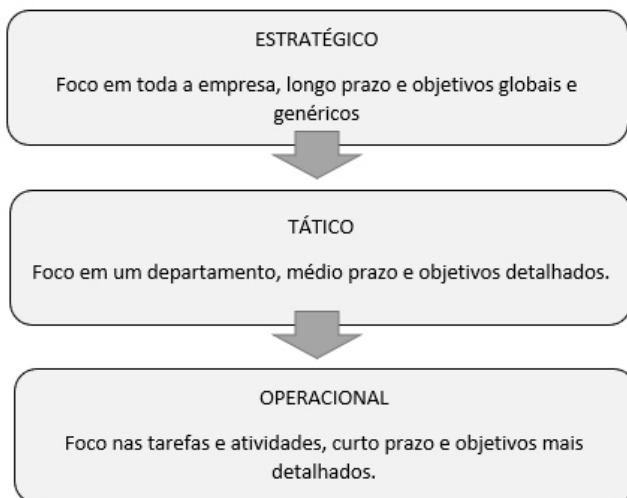 ESTRATÉGICO
Foco em toda a empresa, longo prazo e objetivos globais e
genéricos
TÁTICO
Foco em um departamento, médio prazo e objetivos detalhados.
OPERACIONAL
Foco nas tarefas e atividades, curto prazo e objetivos mais
detalhados.